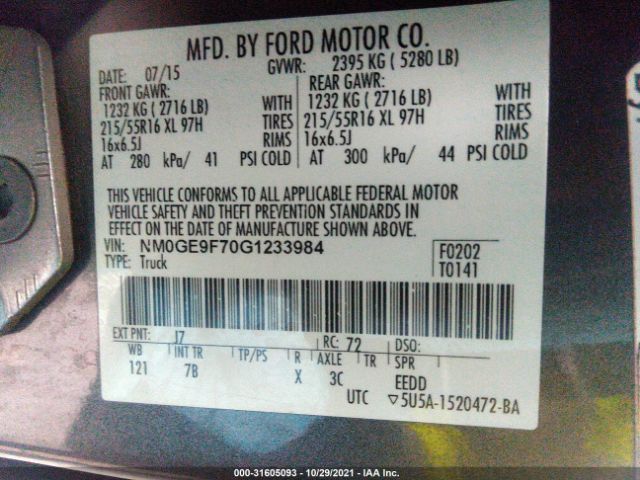 MFD. BY FORD MOTOR CO.
DATE: 07/15 GVWR: 2395 KG ( 5280 LB)
FRONT GAWR: REAR GAWR:
1232 KG ( 2716 LB) WITH 1232 KG ( 2716 LB) WITH
215/55R16 XL 97H TIRES 215/55R16 XL 97H TIRES
16x6.5J RIMS 16x6.5J RIMS
AT 280 kPa/ 41 PSI COLD AT 300 kPa/ 44 PSI COLD
THIS VEHICLE CONFORMS TO ALL APPLICABLE FEDERAL MOTOR
VEHICLE SAFETY AND THEFT PREVENTION STANDARDS IN
EFFECT ON THE DATE OF MANUFACTURE SHOWN ABOVE.
VIN: NM0GE9F70G1233984 F0202
TYPE: Truck T0141
EXT PNT: J7 RC: 72 DSO:
WB INT TR TP/PS R AXLE TR SPR
121 7B X 3C EEDD
UTC ▽5U5A-1520472-BA
000-31605093 - 10/29/2021 - IAA Inc.